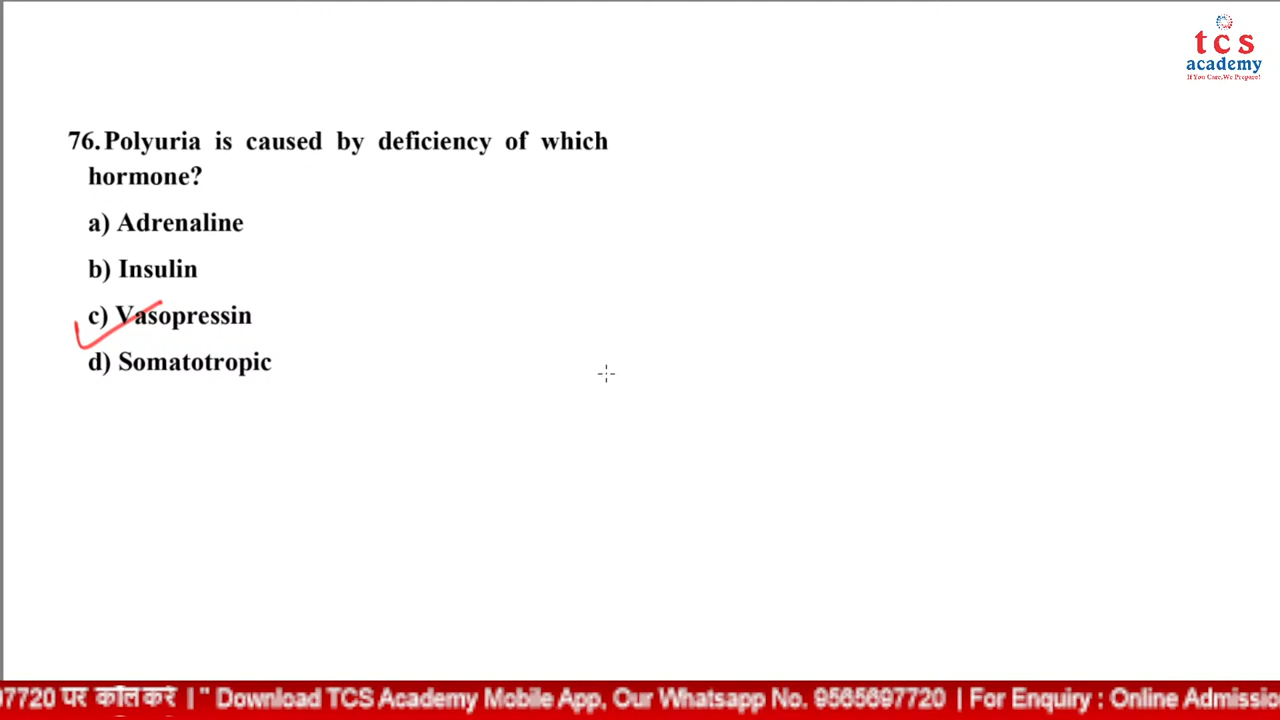 tcs
academy
If You Care,We Prepare!
76. Polyuria is caused by deficiency of which
hormone?
a) Adrenaline
b) Insulin
c) Vasopressin
d) Somatotropic
97720 पर कॉल करें | " Download TCS Academy Mobile App, Our Whatsapp No. 9565697720 | For Enquiry : Online Admissio